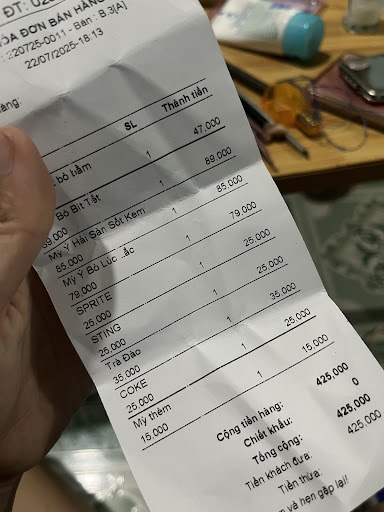 ĐT: 02
ÓA ĐƠN BÁN HÀNG
220725-0011 - Bàn : B.3[A]
22/07/2025-18:13
àng:
SL Thành tiền
bò bằm 1 47,000
Bò Bít Tết 1 89,000
89,000
Mỳ Ý Hải Sản Sốt Kem 1 85,000
85,000
Mỳ Ý Bò Lúc .ắc 1 79,000
79,000
SPRITE 1 25,000
25,000
STING 1 25,000
25,000
Trà Đào 1 35,000
35,000
COKE 1 25,000
25,000
Mỳ thêm 1 15,000
15,000
Cộng tiền hàng: 425,000
Chiết khấu: 0
Tổng cộng: 425,000
Tiền khách đưa: 425,000
Tiền thừa:
n và hẹn gặp lại!